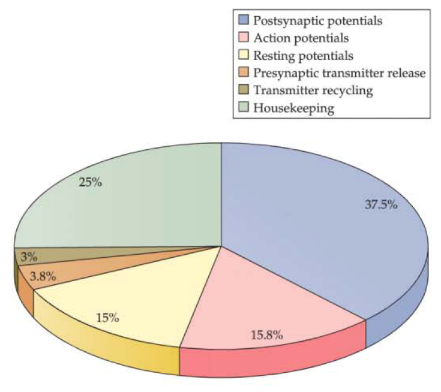 Postsynaptic potentials
Action potentials
Resting potentials
Presynaptic transmitter release
Transmitter recycling
Housekeeping
25%
37.5%
3%
3.8%
15%
15.8%